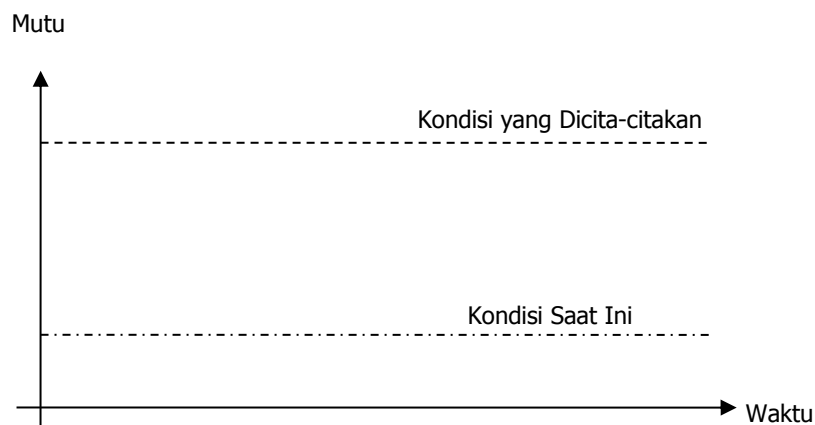 Mutu
Kondisi yang Dicita-citakan
Kondisi Saat Ini
Waktu